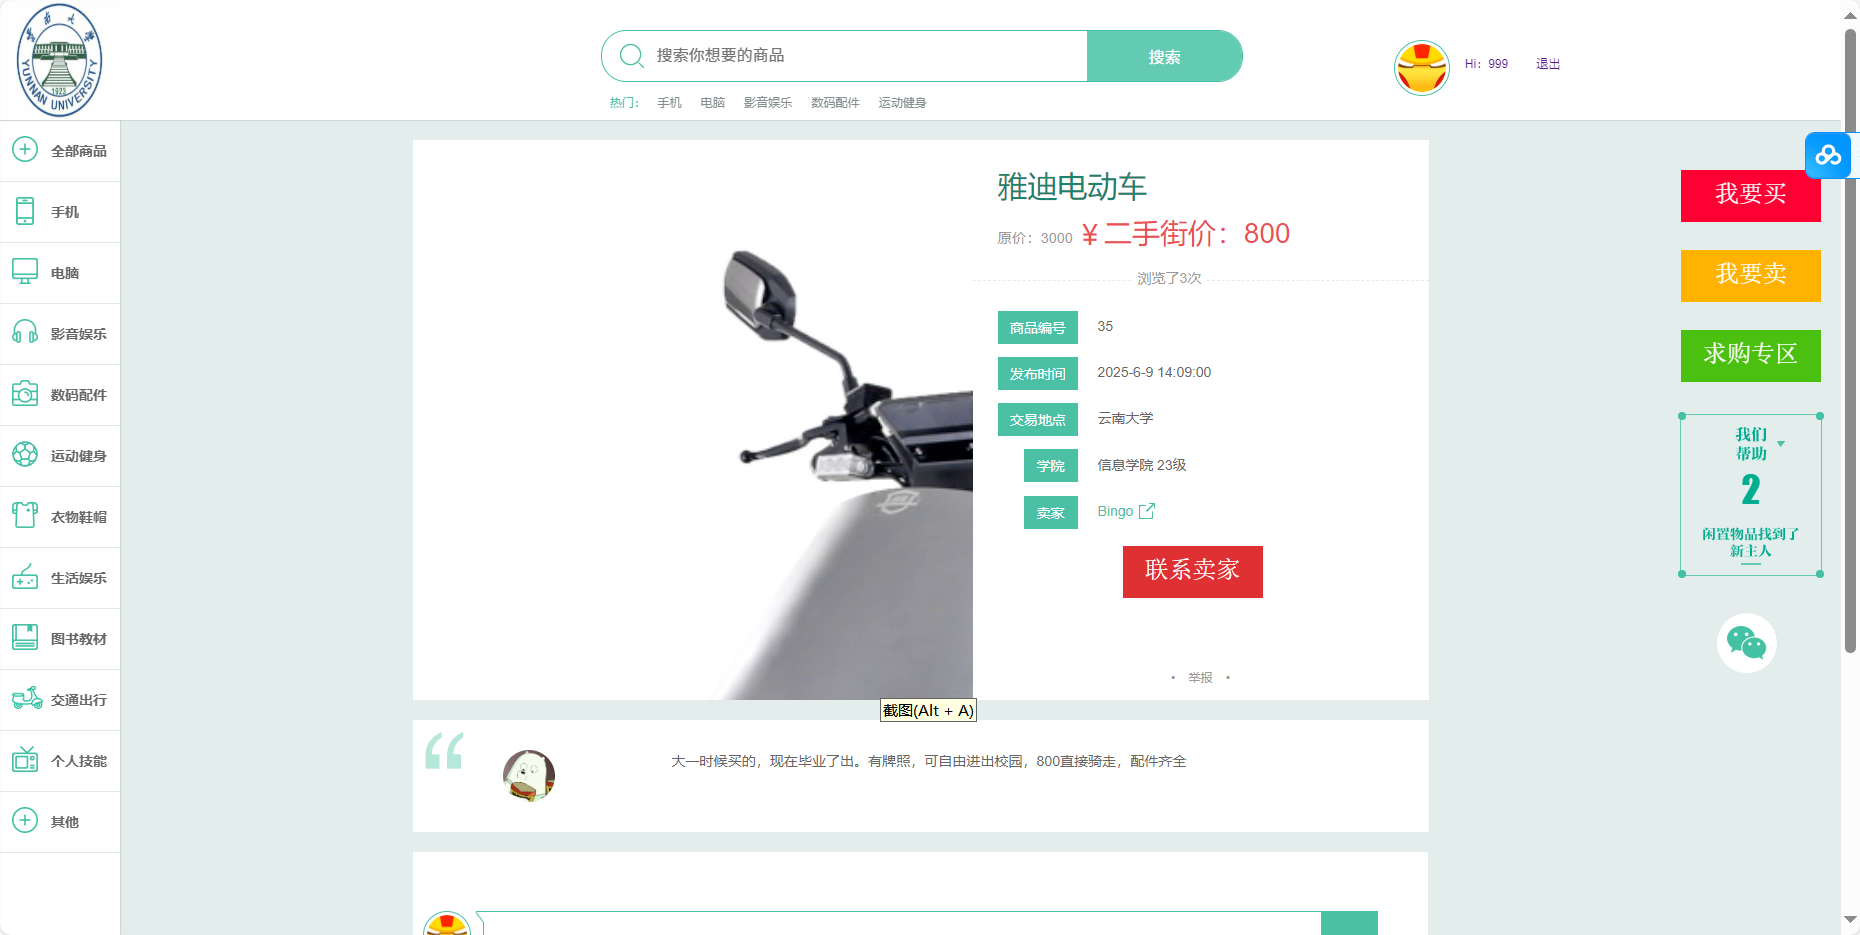 云南大学
YUNNAN UNIVERSITY
1923
搜索你想要的商品
搜索
Hi：999
退出
热门：
手机
电脑
影音娱乐
数码配件
运动健身
全部商品
手机
电脑
影音娱乐
数码配件
运动健身
衣物鞋帽
生活娱乐
图书教材
交通出行
个人技能
其他
雅迪电动车
原价：3000 ¥ 二手街价：800
浏览了3次
商品编号 35
发布时间 2025-6-9 14:09:00
交易地点 云南大学
学院 信息学院 23级
卖家 Bingo
联系卖家
• 举报 •
截图(Alt + A)
大一时候买的，现在毕业了出。有牌照，可自由进出校园，800直接骑走，配件齐全
我要买
我要卖
求购专区
我们
帮助
2
闲置物品找到了
新主人